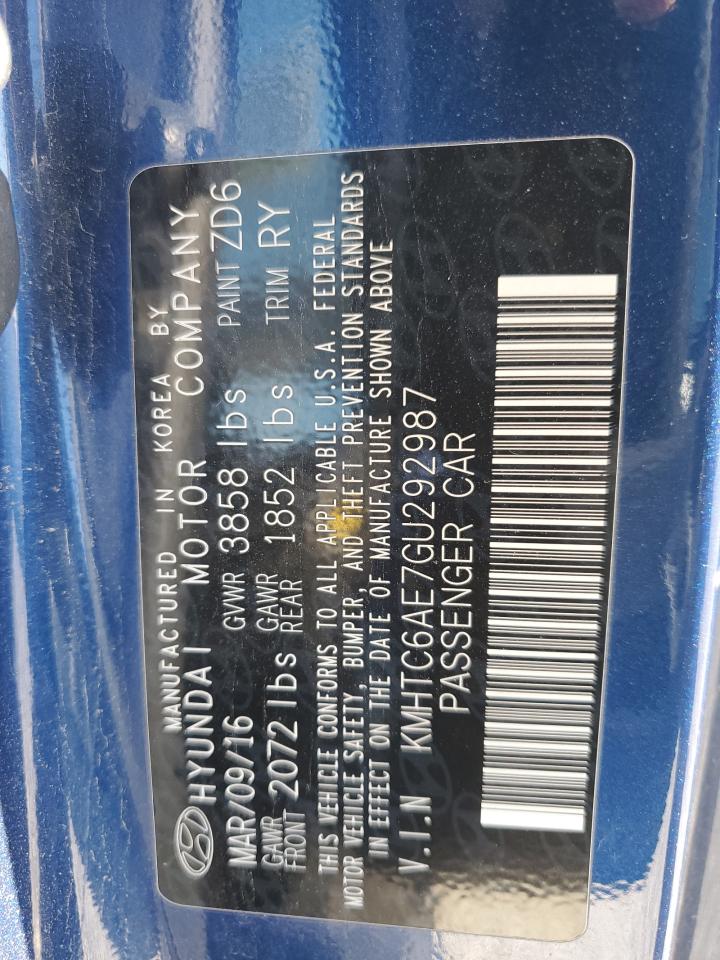 MANUFACTURED IN KOREA BY
HYUNDAI MOTOR COMPANY
MAR/09/16 GVWR 3858 lbs PAINT ZD6
GAWR FRONT 2072 lbs GAWR REAR 1852 lbs TRIM RY
THIS VEHICLE CONFORMS TO ALL APPLICABLE U.S.A. FEDERAL
MOTOR VEHICLE SAFETY, BUMPER, AND THEFT PREVENTION STANDARDS
IN EFFECT ON THE DATE OF MANUFACTURE SHOWN ABOVE
V.I.N KMHTC6AE7GU292987
PASSENGER CAR